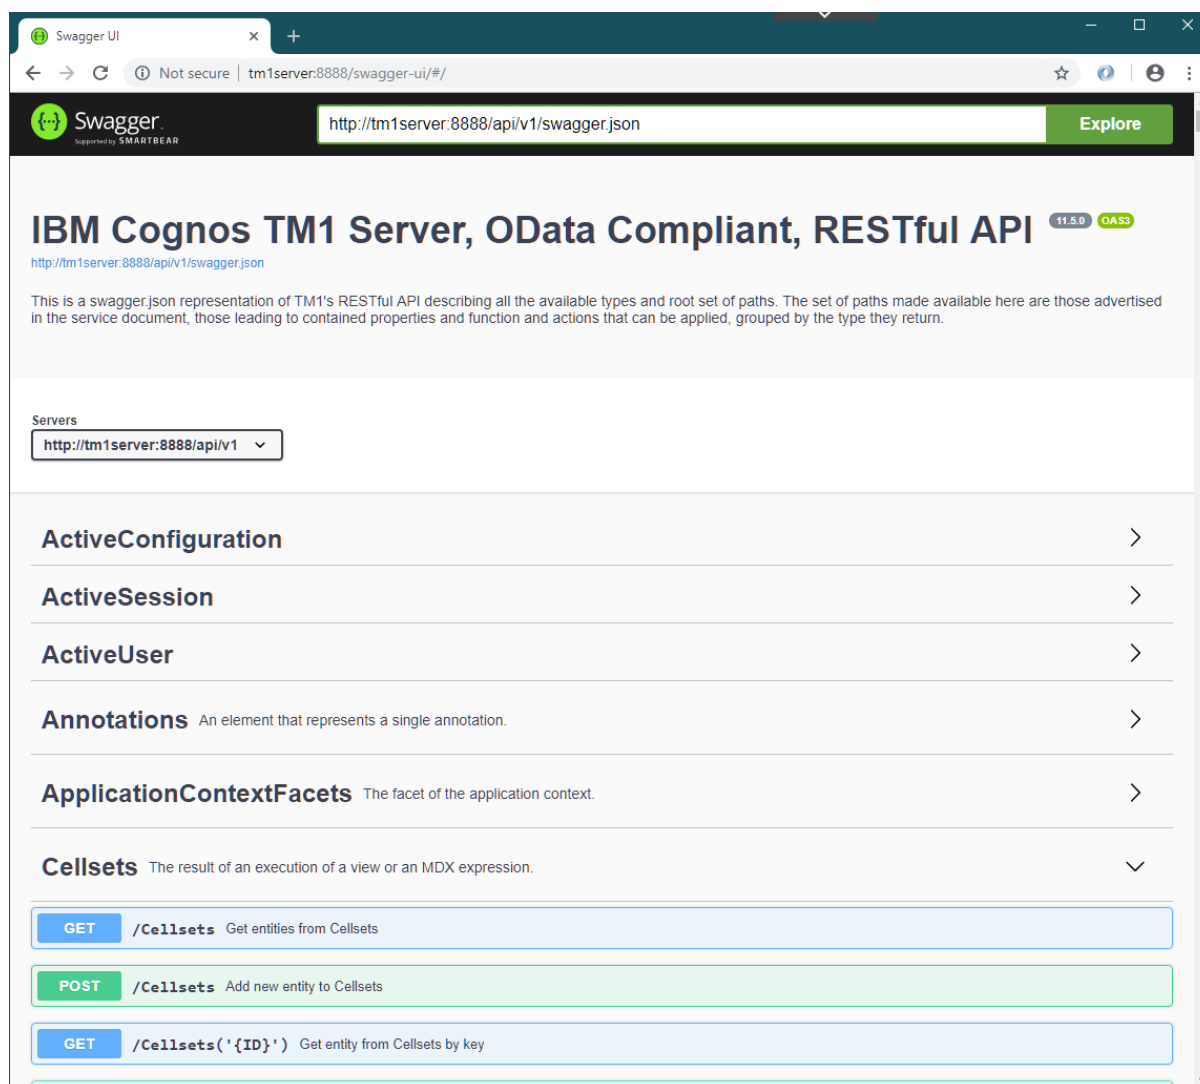 Swagger UI
Not secure | tm1server:8888/swagger-ui/#/
Swagger.
Supported by SMARTBEAR
http://tm1server:8888/api/v1/swagger.json
Explore
IBM Cognos TM1 Server, OData Compliant, RESTful API 11.5.0 OAS3
http://tm1server:8888/api/v1/swagger.json
This is a swagger.json representation of TM1's RESTful API describing all the available types and root set of paths. The set of paths made available here are those advertised
in the service document, those leading to contained properties and function and actions that can be applied, grouped by the type they return.
Servers
http://tm1server:8888/api/v1
ActiveConfiguration
ActiveSession
ActiveUser
Annotations An element that represents a single annotation.
ApplicationContextFacets The facet of the application context.
Cellsets The result of an execution of a view or an MDX expression.
GET /Cellsets Get entities from Cellsets
POST /Cellsets Add new entity to Cellsets
GET /Cellsets('{ID}') Get entity from Cellsets by key